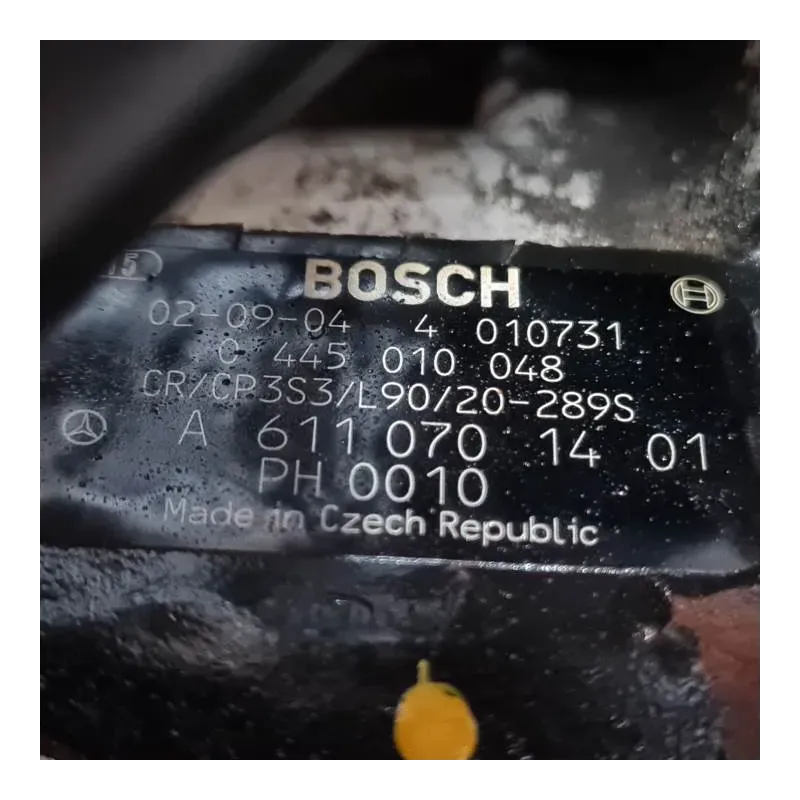 BOSCH
02-09-04 4 010731
0 445 010 048
CR/CP3S3/L90/20-289S
A 611 070 14 01
PH 0010
Made in Czech Republic